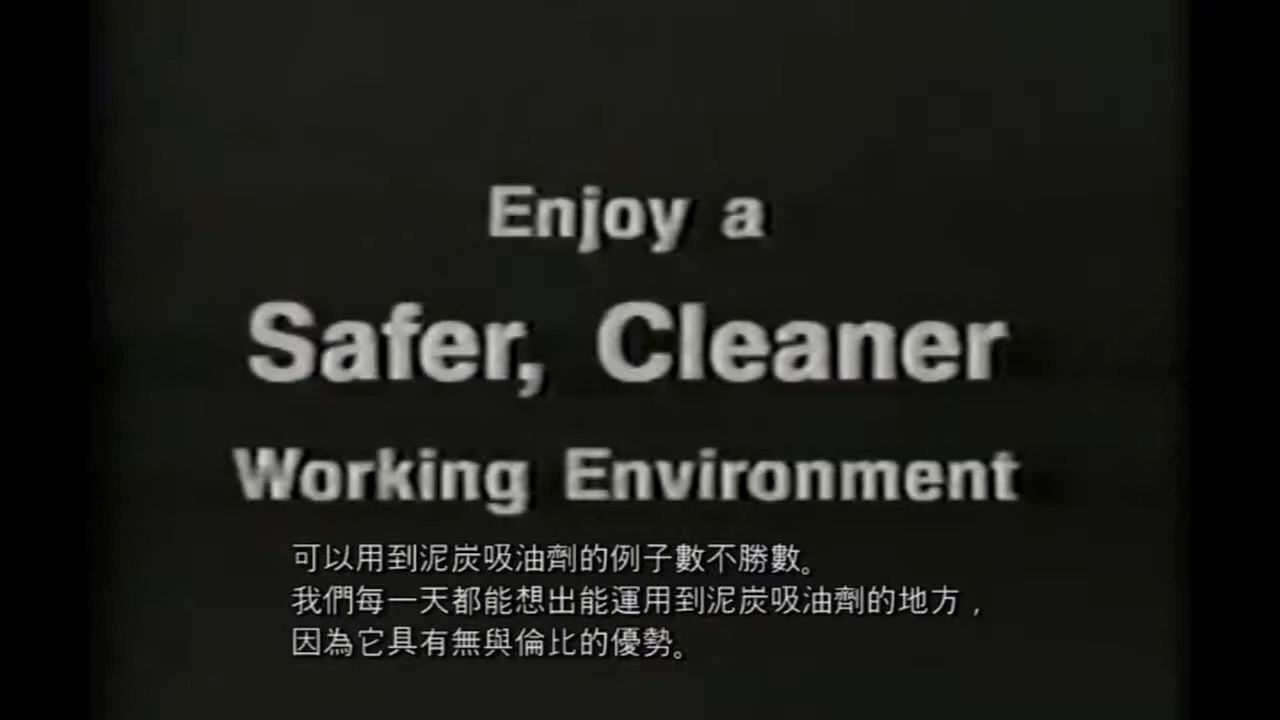 Enjoy a
Safer, Cleaner
Working Environment
可以用到泥炭吸油劑的例子數不勝數。
我們每一天都能想出能運用到泥炭吸油劑的地方，
因為它具有無與倫比的優勢。